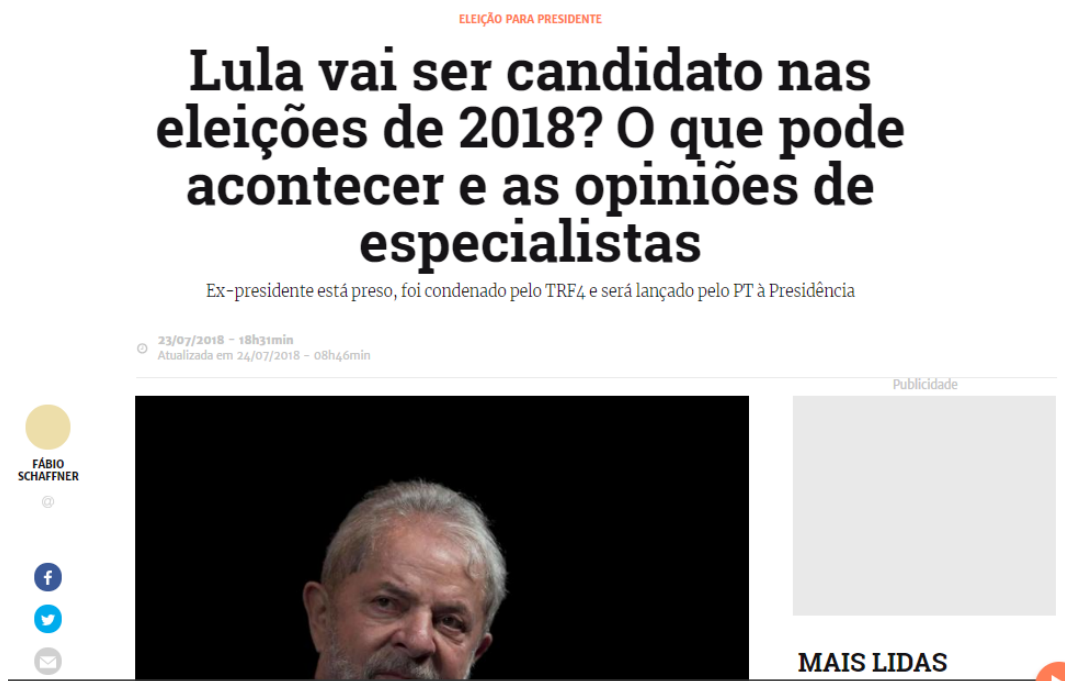 ELEIÇÃO PARA PRESIDENTE
Lula vai ser candidato nas
eleições de 2018? O que pode
acontecer e as opiniões de
especialistas
Ex-presidente está preso, foi condenado pelo TRF4 e será lançado pelo PT à Presidência
23/07/2018 - 18h31min
Atualizada em 24/07/2018 - 08h46min
Publicidade
FÁBIO
SCHAFFNER
@
MAIS LIDAS